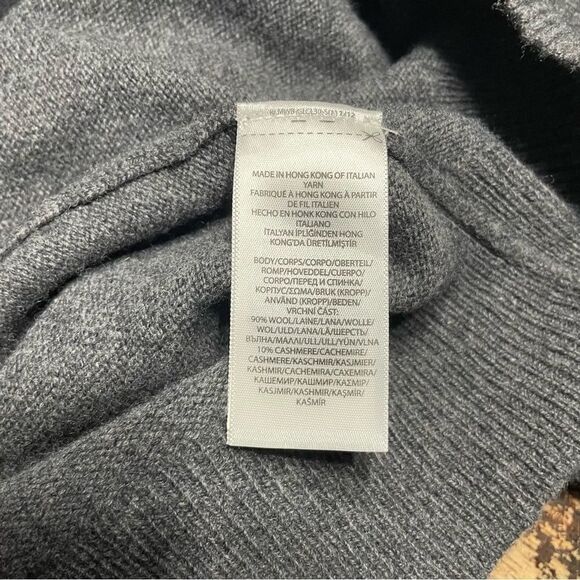 MADE IN HONG KONG OF ITALIAN
YARN
FABRIQUÉ À HONG KONG À PARTIR
DE FIL ITALIEN
HECHO EN HONK KONG CON HILO
ITALIANO
ITALYAN İPLİĞİNDEN HONG
KONG'DA ÜRETİLMİŞTİR
BODY/CORPS/CORPO/OBERTEIL/
ROMP/HOVEDDEL/CUERPO/
CORPO/ПЕРЕД И СПИНКА/
КОРПУС/ΣΩΜΑ/BRUK (KROPP)/
ANVÄND (KROPP)/BEDEN/
VRCHNÍ ČÁST:
90% WOOL/LAINE/LANA/WOLLE/
WOL/ULD/LANA/LÃ/ШЕРСТЬ/
ВЪЛНА/ΜΑΛΛΙ/ULL/ULL/YÜN/VLNA
10% CASHMERE/CACHEMIRE/
CASHMERE/KASCHMIR/KASJMIER/
KASHMIR/CACHEMIRA/CAXEMIRA/
КАШЕМИР/КАШМИР/ΚΑΣΜΙΡ/
KASJMIR/KASHMIR/KAŞMİR/
KAŠMÍR